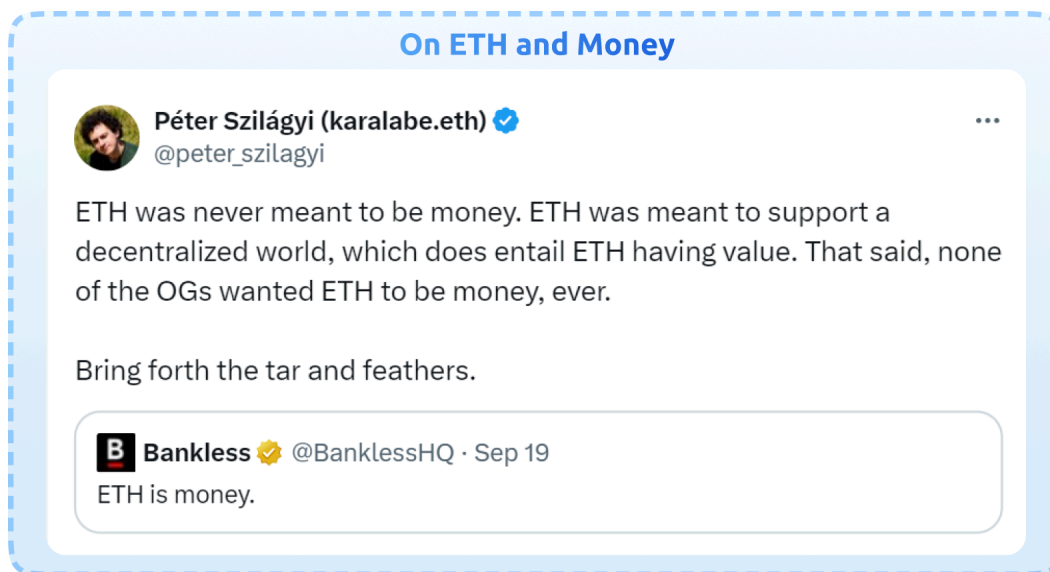 On ETH and Money
Péter Szilágyi (karalabe.eth)
@peter_szilagyi
ETH was never meant to be money. ETH was meant to support a
decentralized world, which does entail ETH having value. That said, none
of the OGs wanted ETH to be money, ever.
Bring forth the tar and feathers.
B Bankless @BanklessHQ · Sep 19
ETH is money.